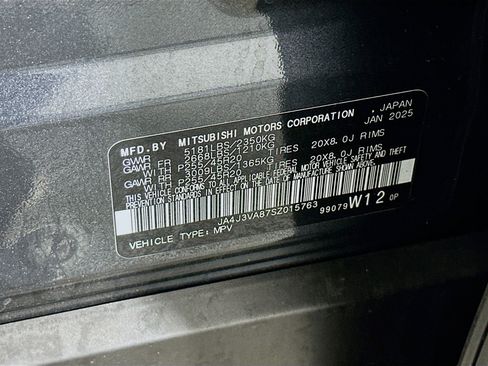 MFD.BY MITSUBISHI MOTORS CORPORATION JAPAN
GVWR 5181LBS/2350KG JAN 2025
GAWR FR 2668LBS/1210KG
P255/45R20 TIRES 20X8.0J RIMS
GAWR RR 3009LBS/1365KG
P255/45R20 TIRES 20X8.0J RIMS
THIS VEHICLE CONFORMS TO ALL APPLICABLE FEDERAL
MOTOR VEHICLE SAFETY, BUMPER AND THEFT
PREVENTION STANDARDS IN EFFECT ON THE DATE OF
MANUFACTURE SHOWN ABOVE.
JA4J3VA87SZ015763 99079 W12 0P
VEHICLE TYPE: MPV